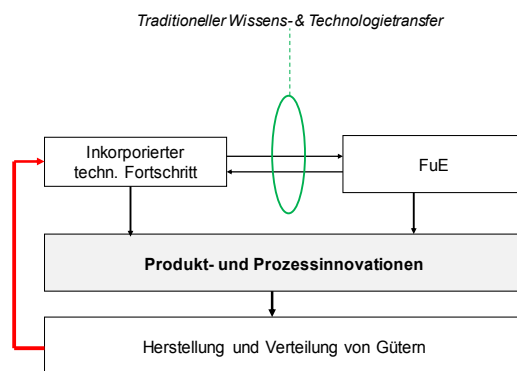 Traditioneller Wissens- & Technologietransfer
Inkorporierter
techn. Fortschritt
FuE
Produkt- und Prozessinnovationen
Herstellung und Verteilung von Gütern